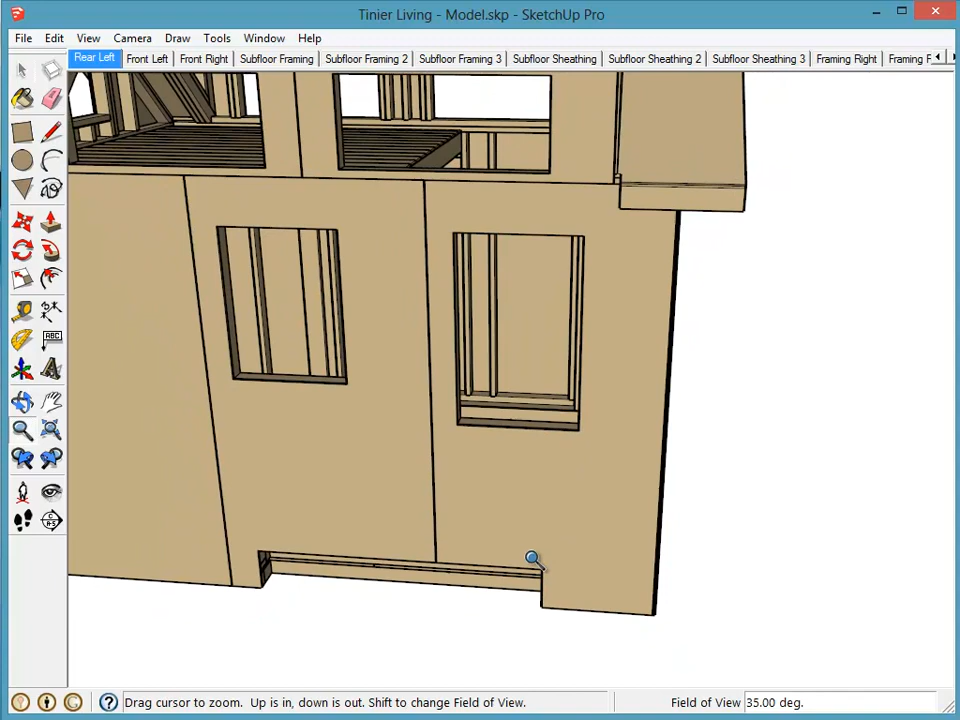 Tinier Living - Model.skp - SketchUp Pro
File Edit View Camera Draw Tools Window Help
Rear Left Front Left Front Right Subfloor Framing Subfloor Framing 2 Subfloor Framing 3 Subfloor Sheathing Subfloor Sheathing 2 Subfloor Sheathing 3 Framing Right Framing F
ABC
Drag cursor to zoom. Up is in, down is out. Shift to change Field of View. Field of View 35.00 deg.